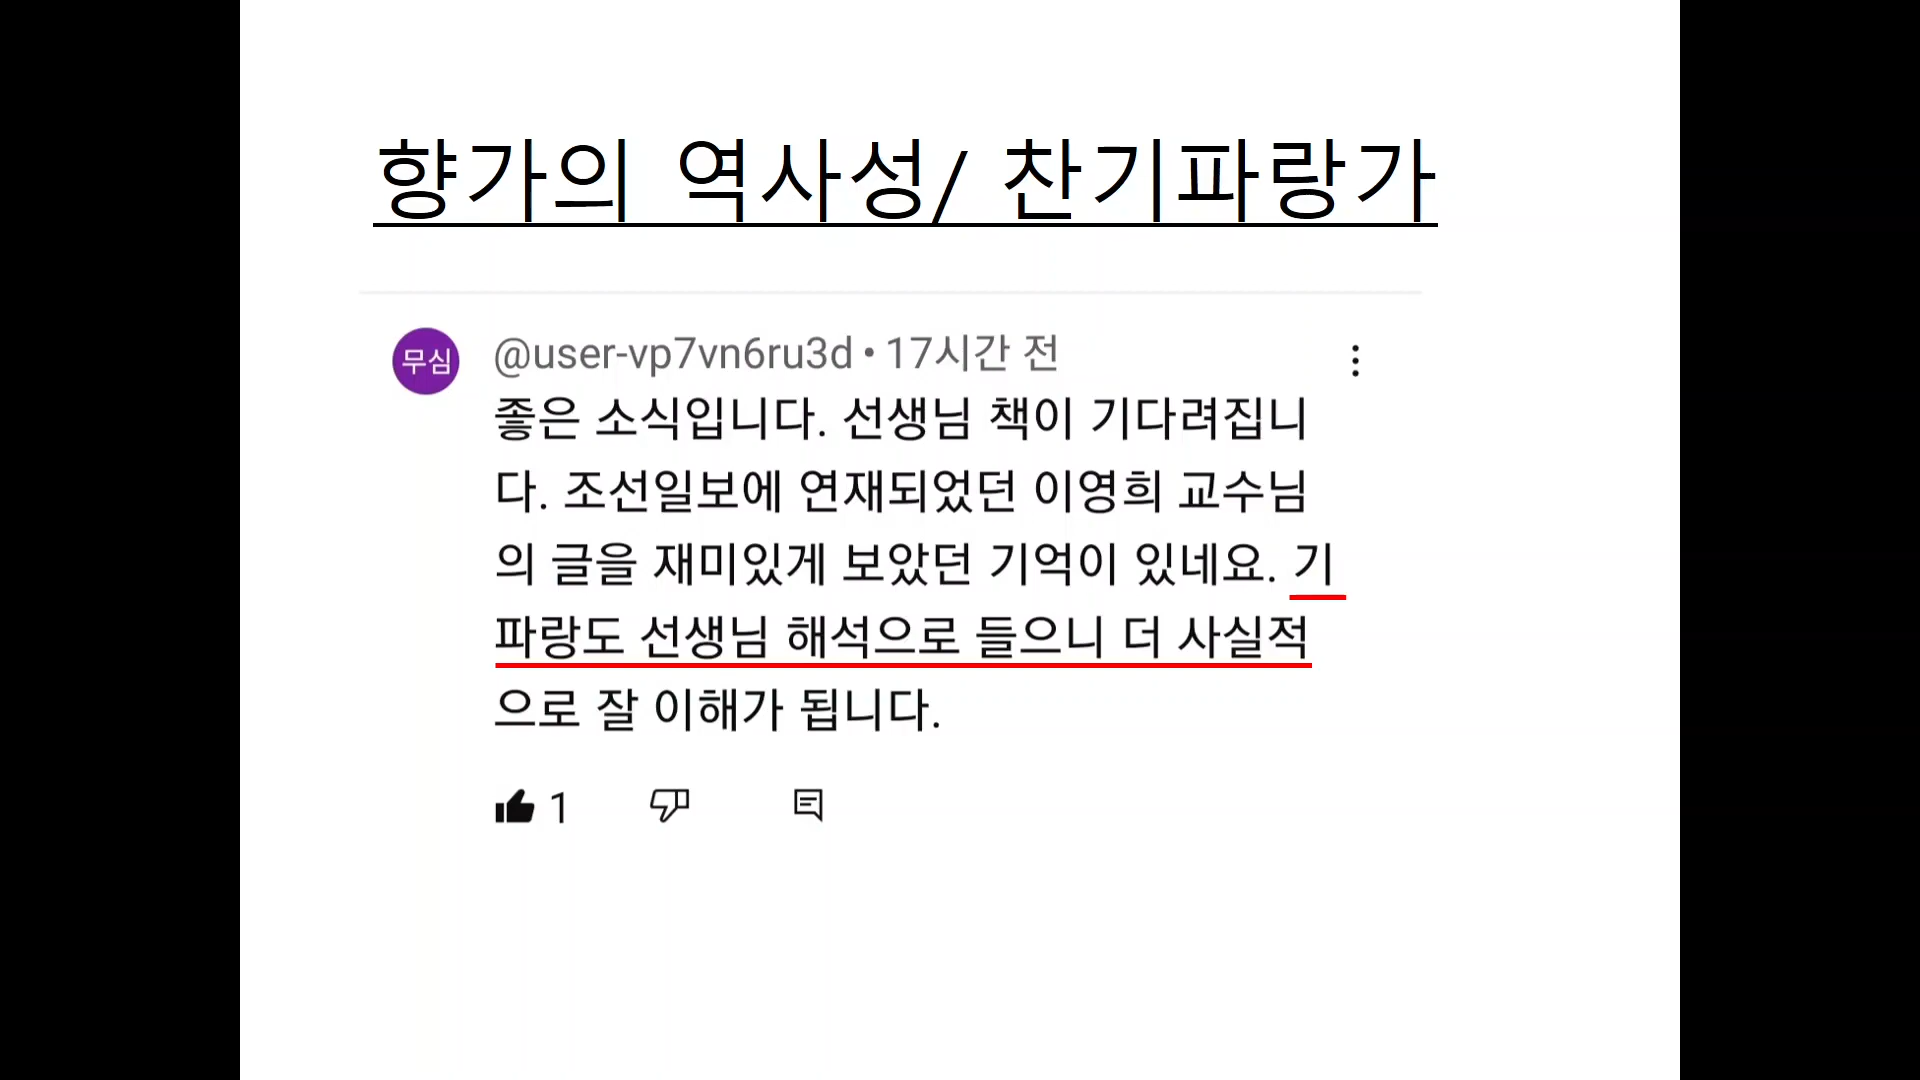 향가의 역사성/ 찬기파랑가
무심
@user-vp7vn6ru3d • 17시간 전
좋은 소식입니다. 선생님 책이 기다려집니
다. 조선일보에 연재되었던 이영희 교수님
의 글을 재미있게 보았던 기억이 있네요. 기
파랑도 선생님 해석으로 들으니 더 사실적
으로 잘 이해가 됩니다.
1